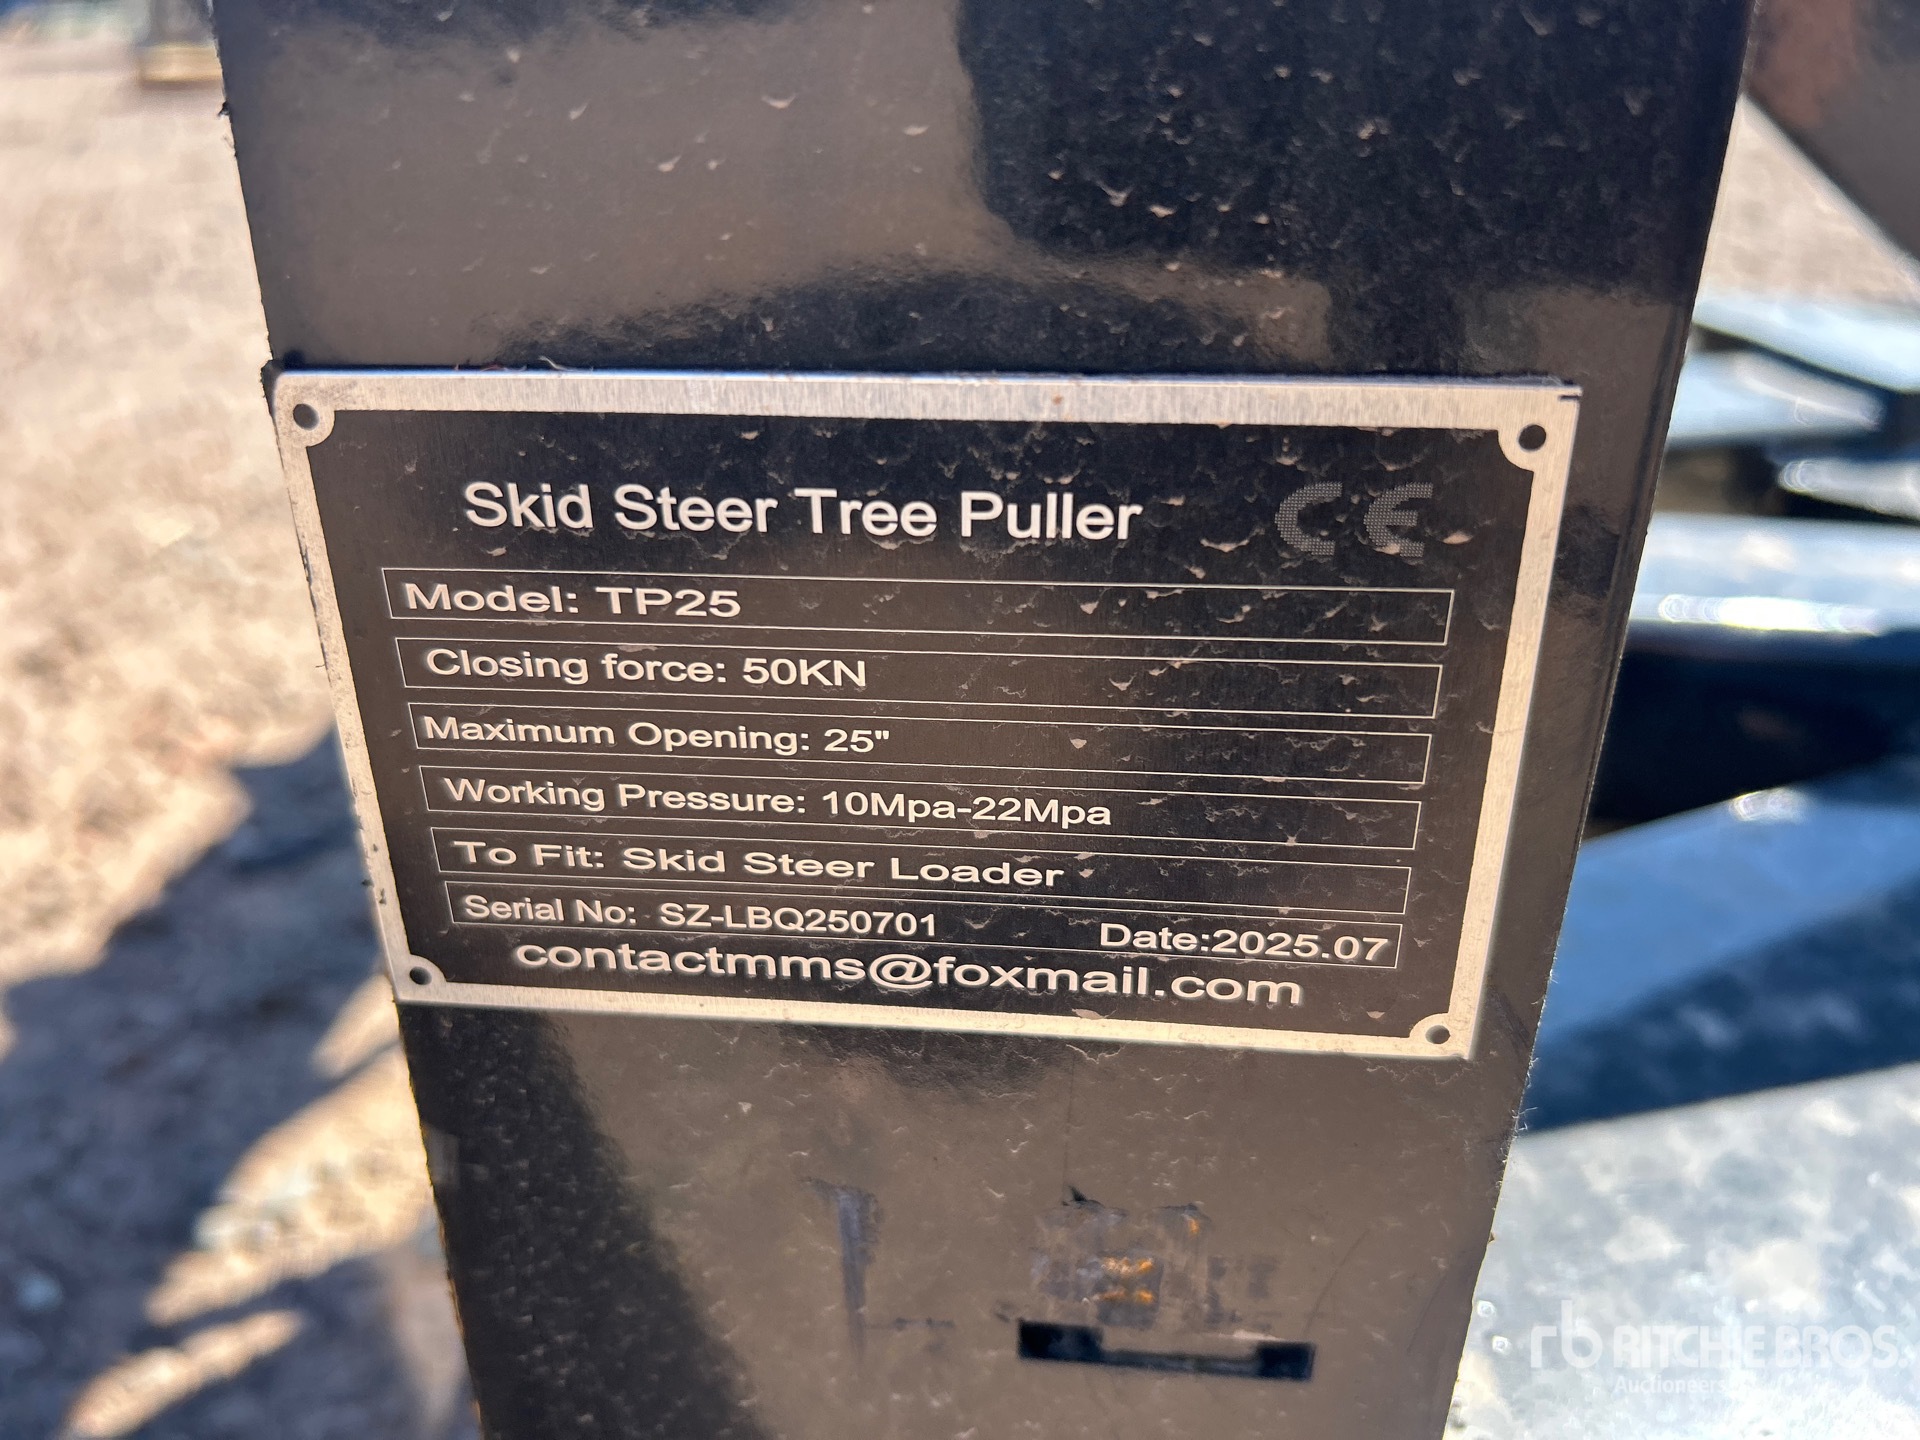 Skid Steer Tree Puller CE
Model: TP25
Closing force: 50KN
Maximum Opening: 25"
Working Pressure: 10Mpa-22Mpa
To Fit: Skid Steer Loader
Serial No: SZ-LBQ250701 Date:2025.07
contactmms@foxmail.com
rb RITCHIE BROS.
Auctioneers